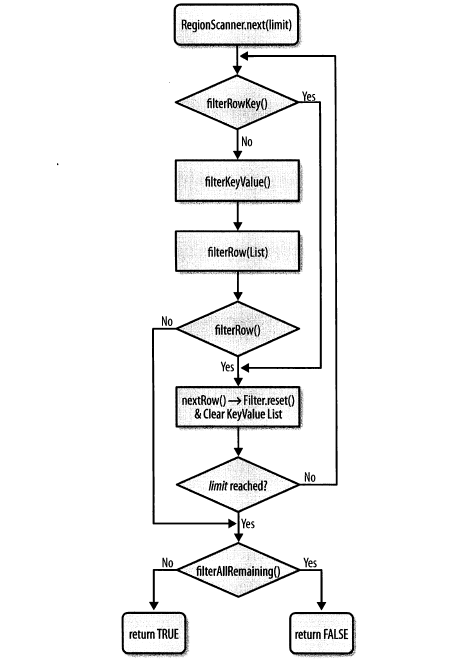 RegionScanner.next(limit)
filterRowKey()
Yes
No
filterKeyValue()
filterRow(List)
No
filterRow()
Yes
nextRow() → Filter.reset()
& Clear KeyValue List
limit reached?
No
Yes
No
filterAllRemaining()
Yes
return TRUE
return FALSE